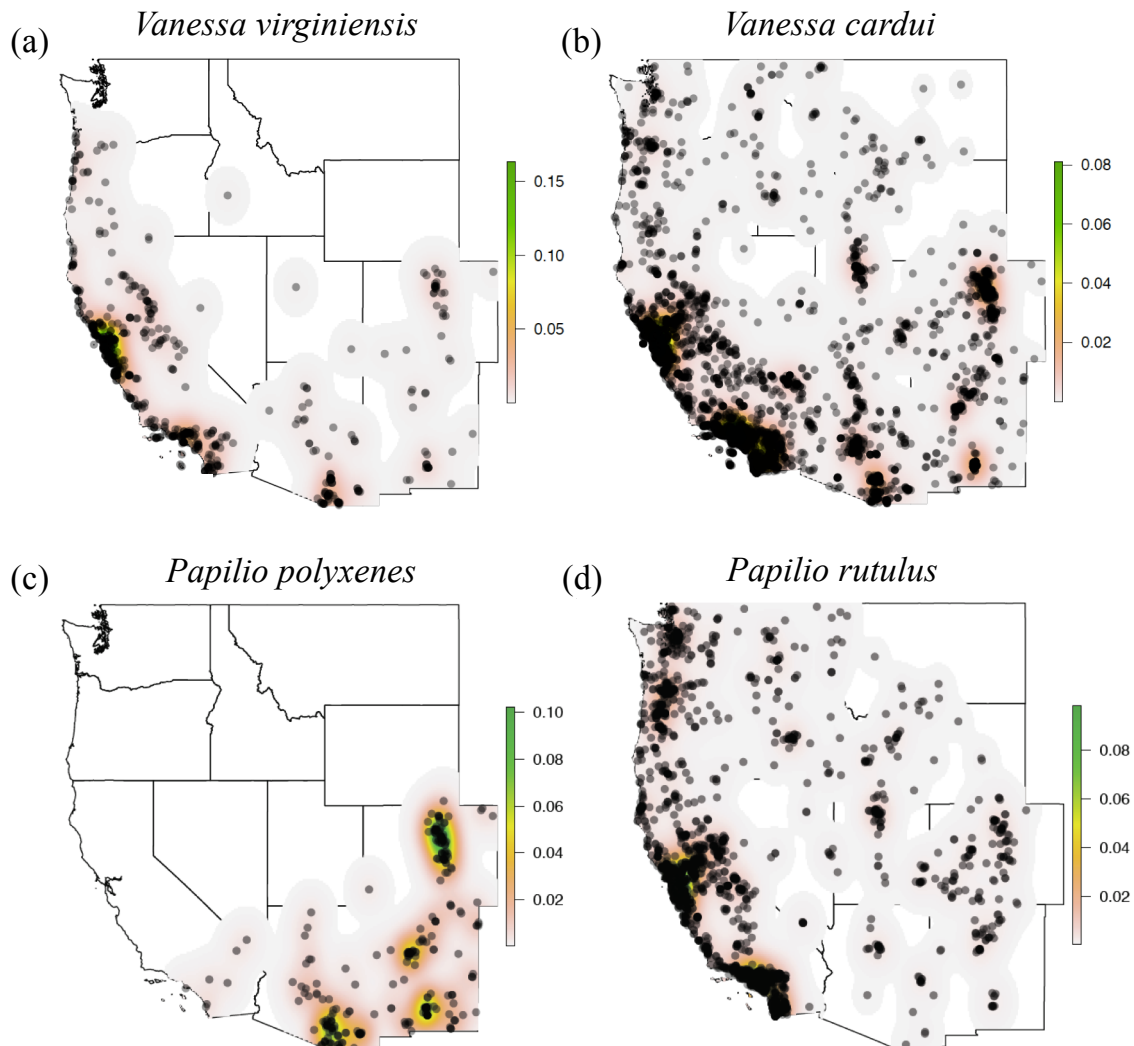 Vanessa virginiensis
Vanessa cardui
(a)
(b)
0.15
0.10
0.05
0.08
0.06
0.04
0.02
Papilio polyxenes
Papilio rutulus
(c)
(d)
0.10
0.08
0.06
0.04
0.02
0.08
0.06
0.04
0.02